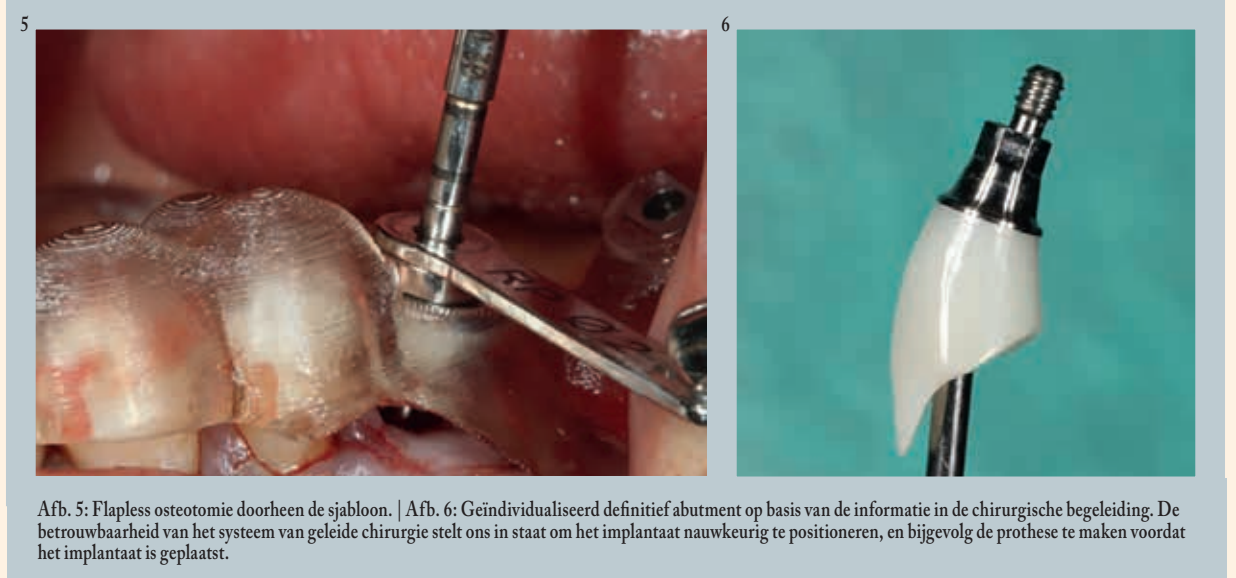 5
6
Afb. 5: Flapless osteotomie doorheen de sjabloon. | Afb. 6: Geïndividualiseerd definitief abutment op basis van de informatie in de chirurgische begeleiding. De
betrouwbaarheid van het systeem van geleide chirurgie stelt ons in staat om het implantaat nauwkeurig te positioneren, en bijgevolg de prothese te maken voordat
het implantaat is geplaatst.